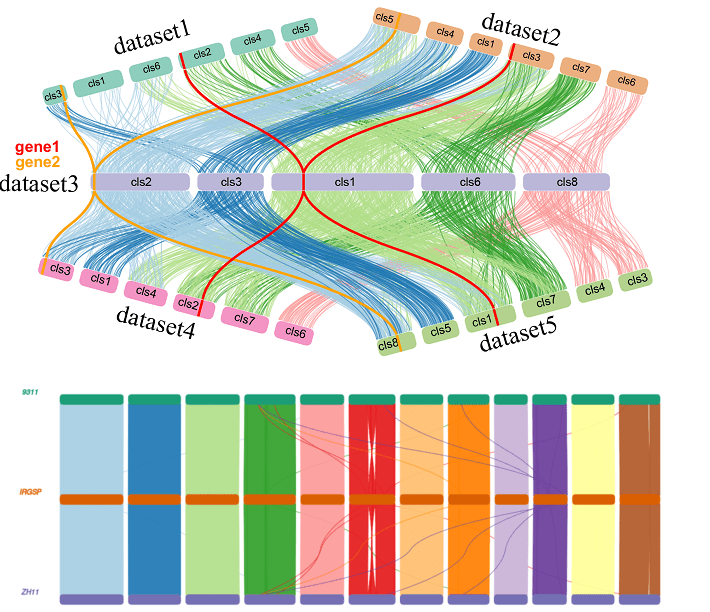 dataset1
cls3
cls1
cls6
cls2
cls4
cls5
cls5
cls4
cls1
dataset2
cls3
cls7
cls6
gene1
gene2
dataset3
cls2
cls3
cls1
cls6
cls8
cls3
cls1
cls4
cls2
cls7
cls6
dataset4
cls8
cls5
cls1
cls7
cls4
cls3
dataset5
9311
IRGSP
ZH11